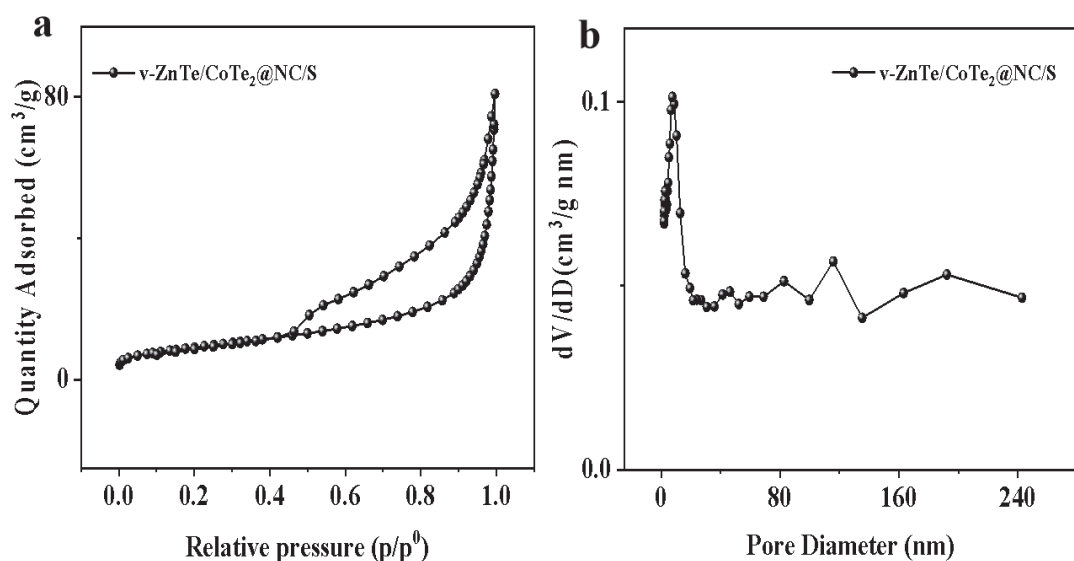 a
v-ZnTe/CoTe₂@NC/S
Quantity Adsorbed (cm³/g)
80
0
0.0 0.2 0.4 0.6 0.8 1.0
Relative pressure (p/p⁰)
b
v-ZnTe/CoTe₂@NC/S
dV/dD(cm³/g nm)
0.1
0.0
0 80 160 240
Pore Diameter (nm)